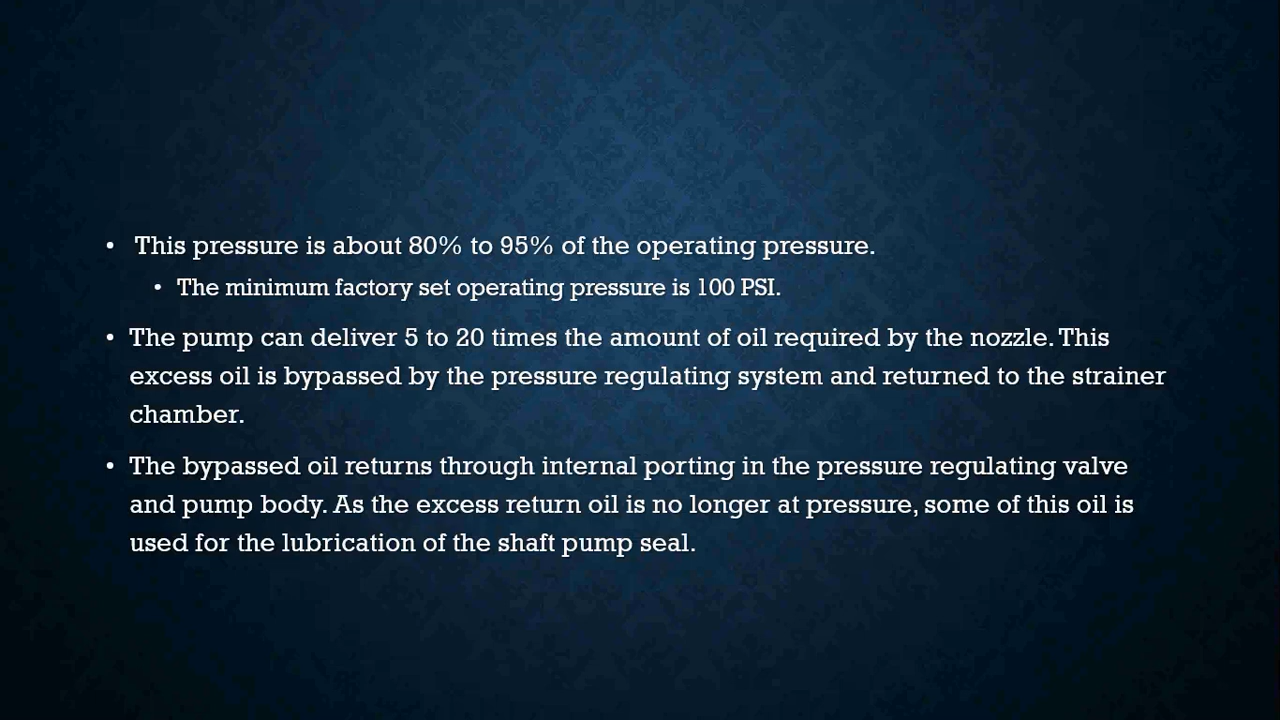 • This pressure is about 80% to 95% of the operating pressure.
• The minimum factory set operating pressure is 100 PSI.
• The pump can deliver 5 to 20 times the amount of oil required by the nozzle. This
excess oil is bypassed by the pressure regulating system and returned to the strainer
chamber.
• The bypassed oil returns through internal porting in the pressure regulating valve
and pump body. As the excess return oil is no longer at pressure, some of this oil is
used for the lubrication of the shaft pump seal.